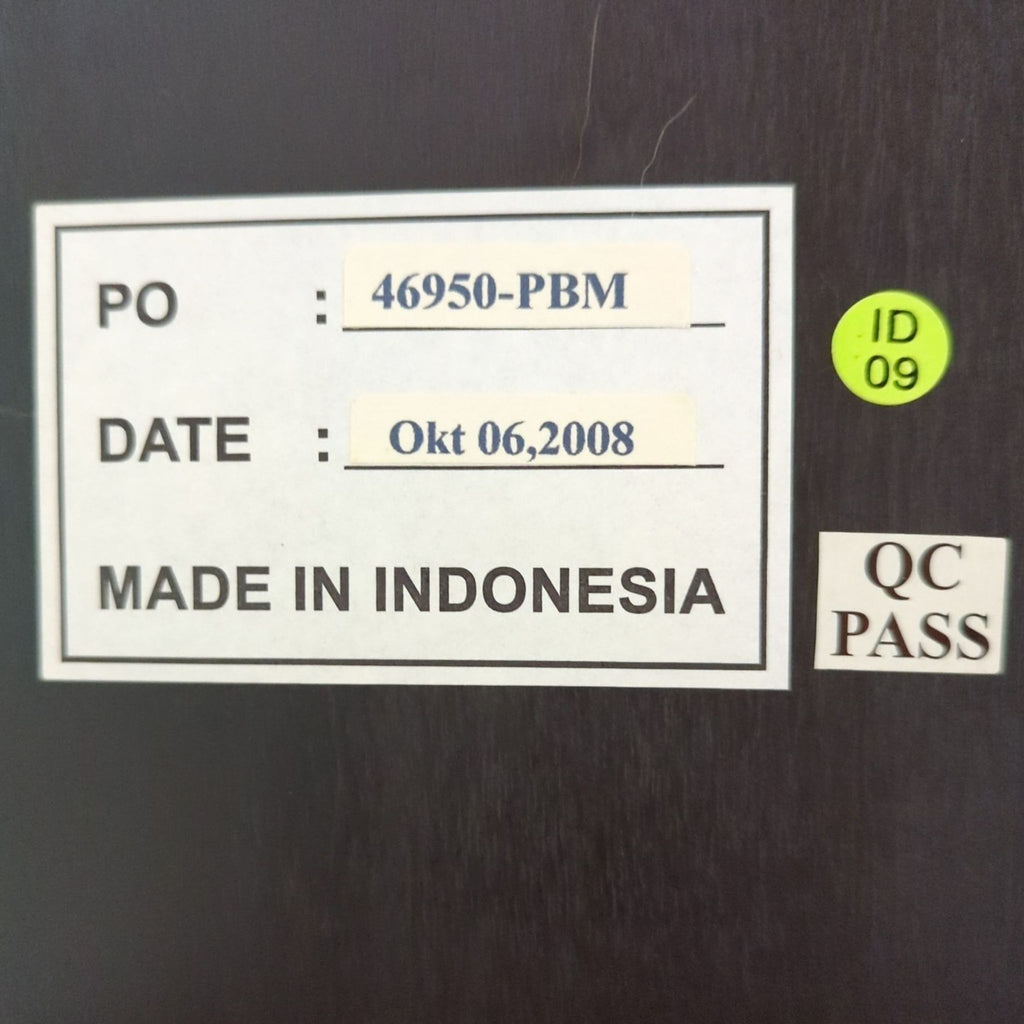 PO : 46950-PBM
DATE : Okt 06,2008
MADE IN INDONESIA
ID
09
QC
PASS